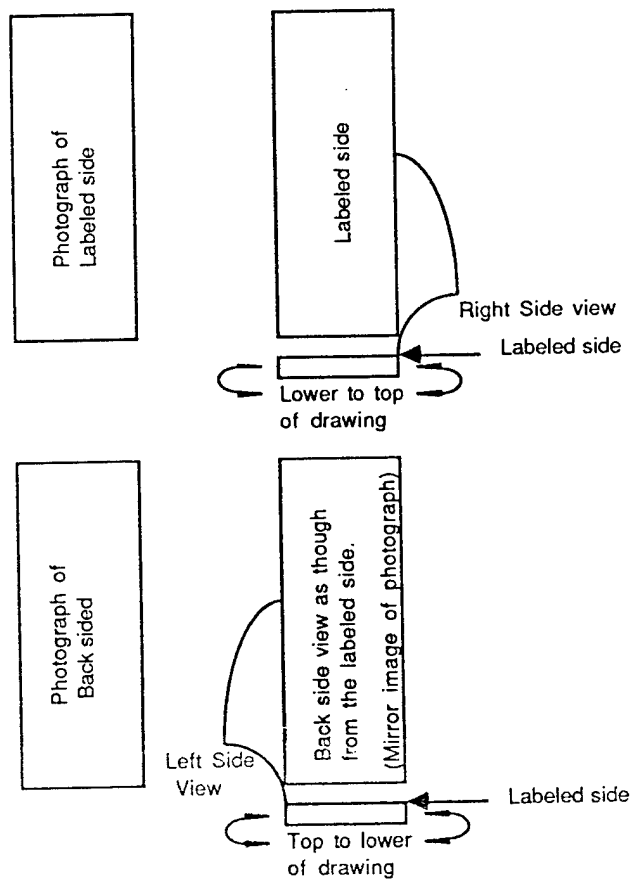 Photograph of
Labeled side
Labeled side
Right Side view
Labeled side
Lower to top
of drawing
Photograph of
Back sided
Back side view as though
from the labeled side.
(Mirror image of photograph)
Left Side
View
Labeled side
Top to lower
of drawing